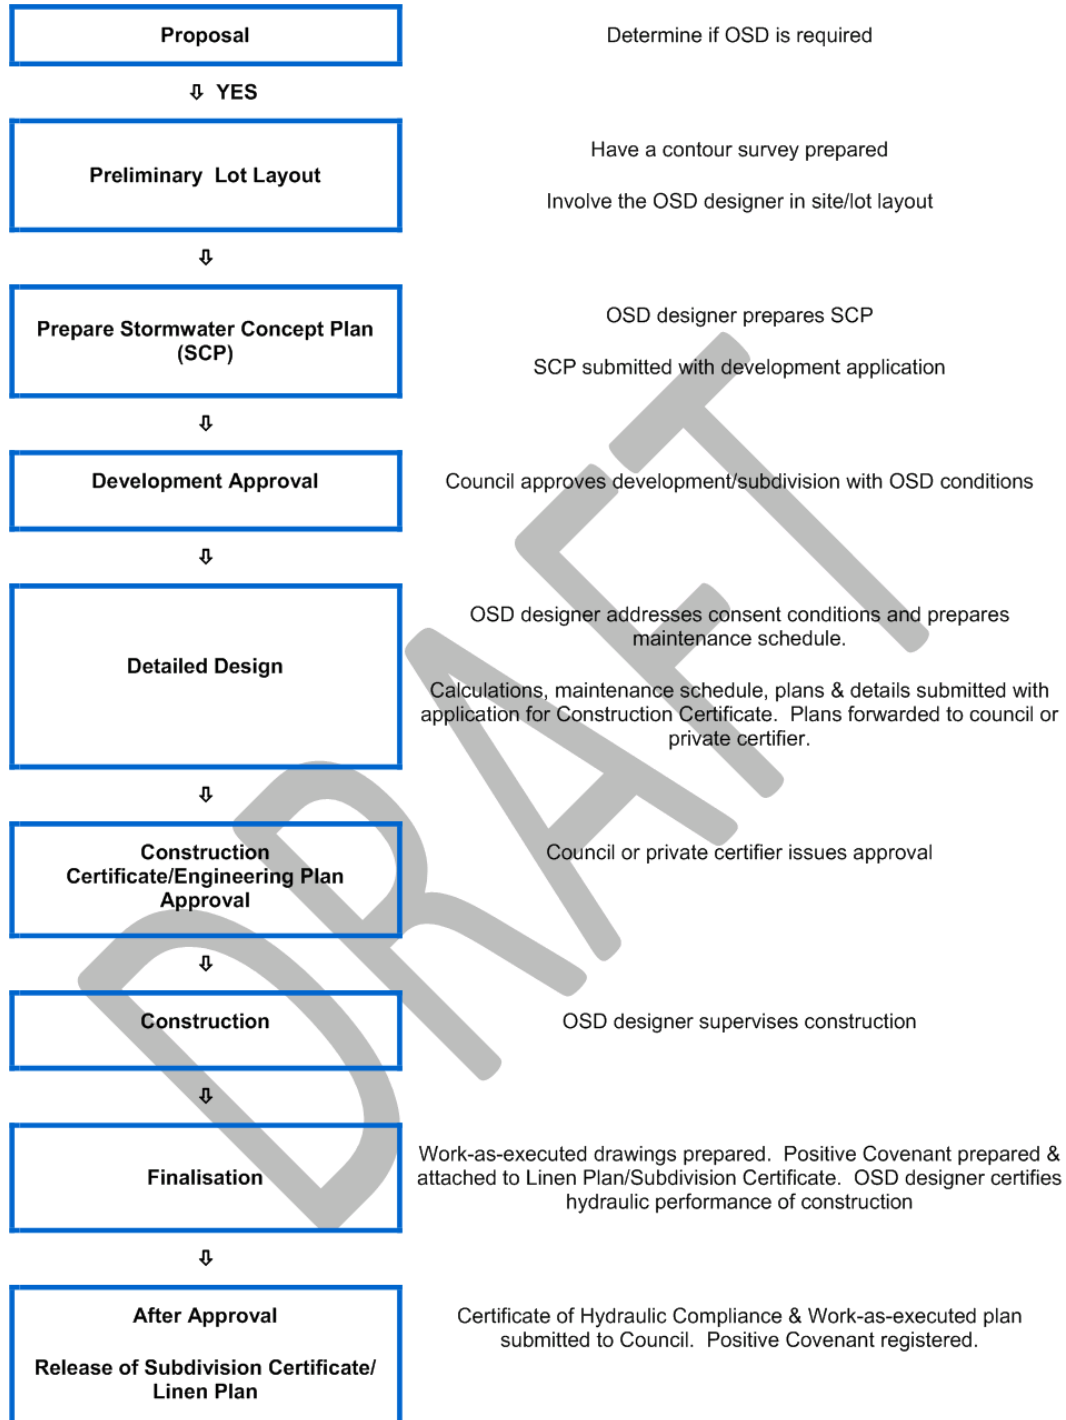 Proposal
Determine if OSD is required
⇩ YES
Preliminary Lot Layout
Have a contour survey prepared
Involve the OSD designer in site/lot layout
⇩
Prepare Stormwater Concept Plan
(SCP)
OSD designer prepares SCP
SCP submitted with development application
⇩
Development Approval
Council approves development/subdivision with OSD conditions
⇩
Detailed Design
OSD designer addresses consent conditions and prepares
maintenance schedule.
Calculations, maintenance schedule, plans & details submitted with
application for Construction Certificate. Plans forwarded to council or
private certifier.
⇩
Construction
Certificate/Engineering Plan
Approval
Council or private certifier issues approval
⇩
Construction
OSD designer supervises construction
⇩
Finalisation
Work-as-executed drawings prepared. Positive Covenant prepared &
attached to Linen Plan/Subdivision Certificate. OSD designer certifies
hydraulic performance of construction
⇩
After Approval
Release of Subdivision Certificate/
Linen Plan
Certificate of Hydraulic Compliance & Work-as-executed plan
submitted to Council. Positive Covenant registered.
DRAFT